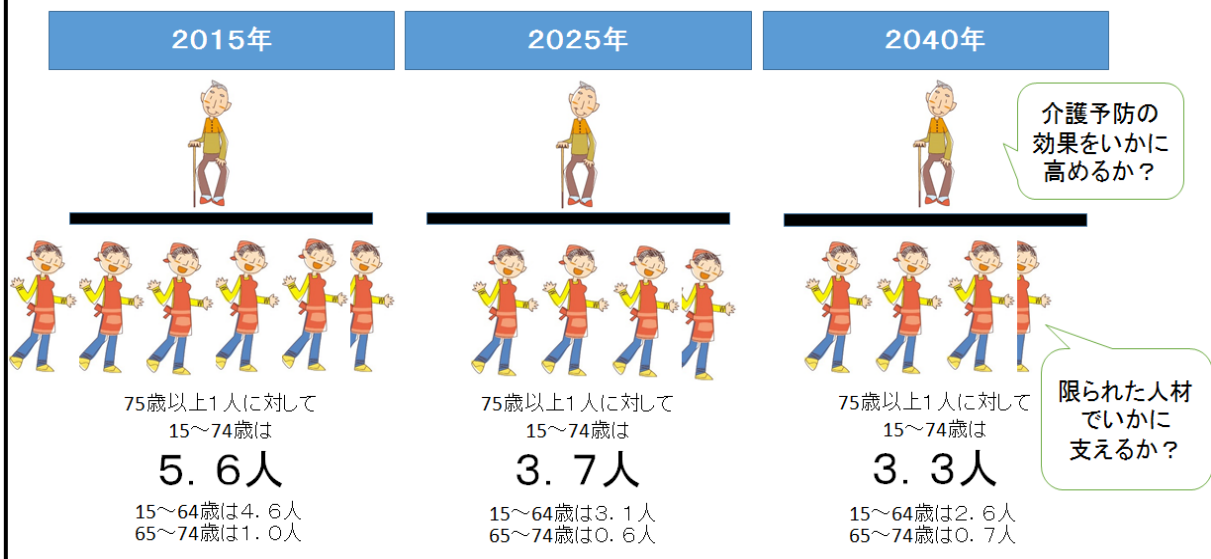 2015年
2025年
2040年
介護予防の
効果をいかに
高めるか？
75歳以上1人に対して
15～74歳は
5．6人
15～64歳は4．6人
65～74歳は1．0人
75歳以上1人に対して
15～74歳は
3．7人
15～64歳は3．1人
65～74歳は0．6人
75歳以上1人に対して
15～74歳は
3．3人
15～64歳は2．6人
65～74歳は0．7人
限られた人材
でいかに
支えるか？